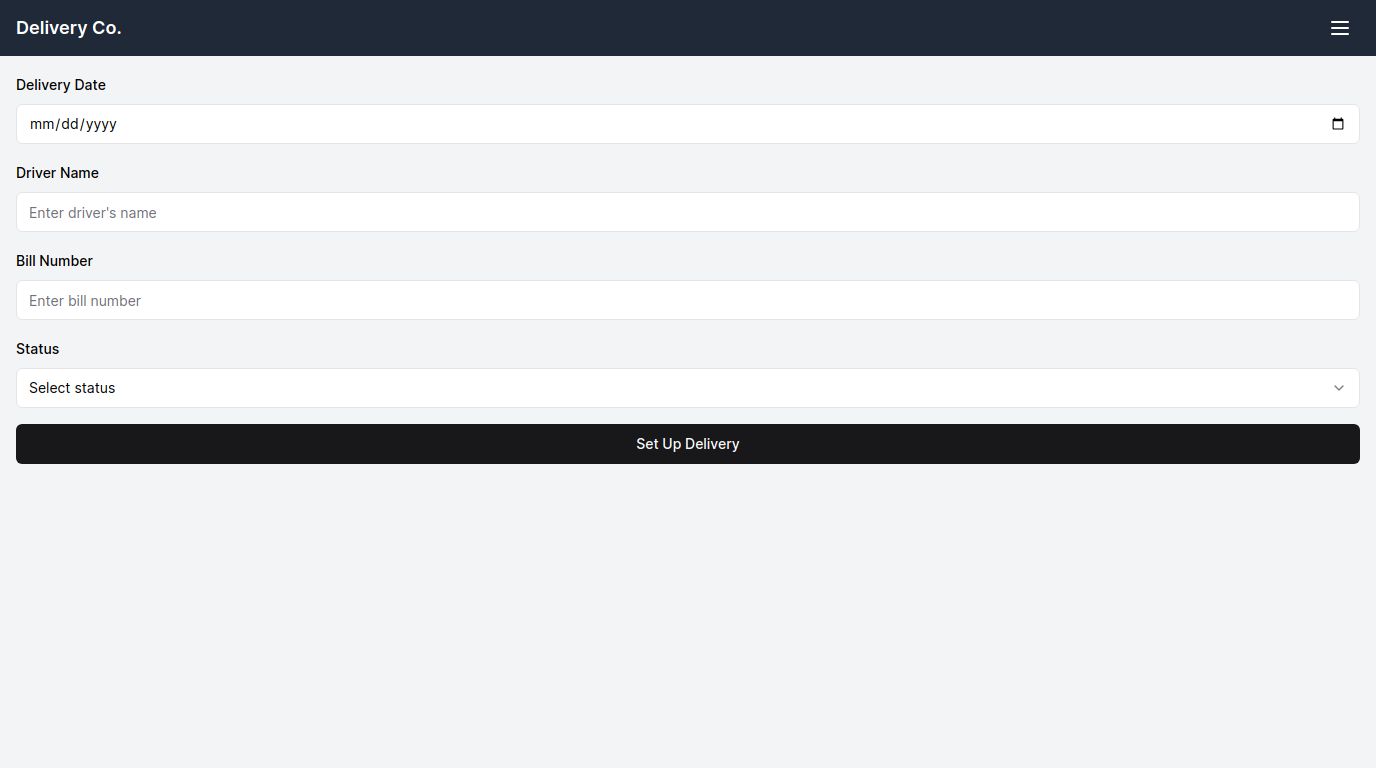 Delivery Co.
Delivery Date
mm/dd/yyyy
Driver Name
Enter driver's name
Bill Number
Enter bill number
Status
Select status
Set Up Delivery